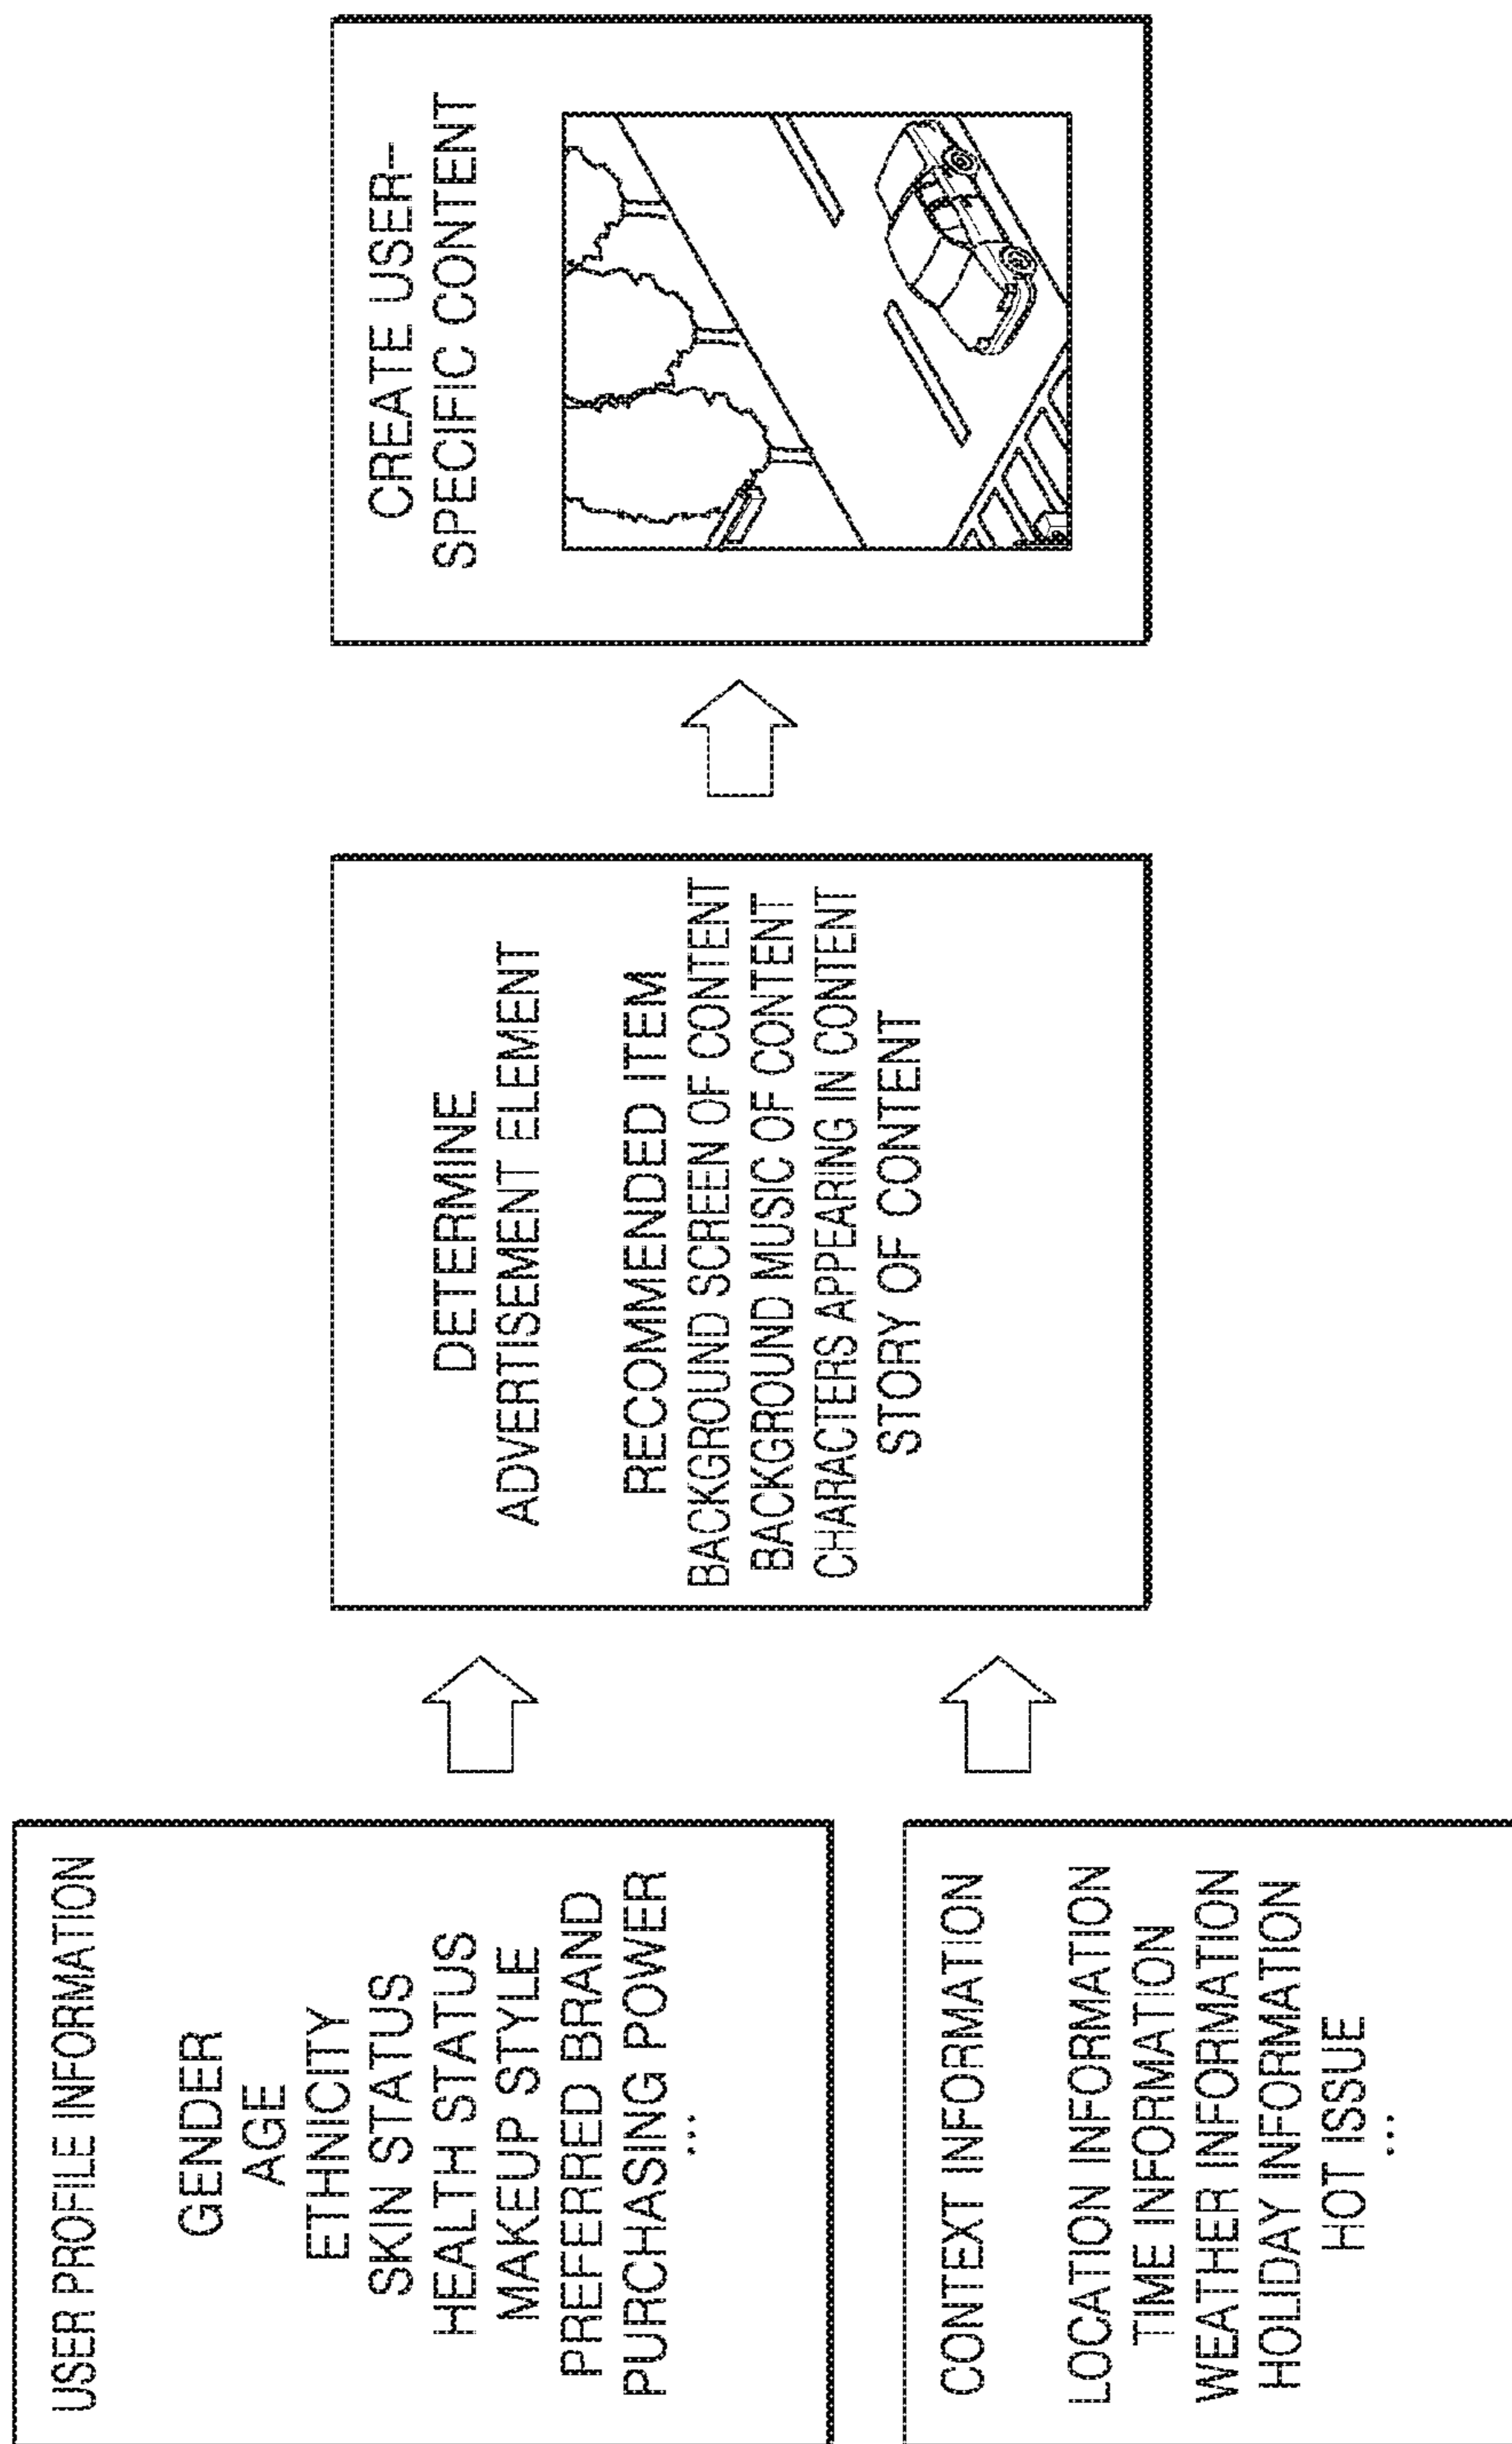 USER PROFILE INFORMATION
GENDER
AGE
ETHNICITY
SKIN STATUS
HEALTH STATUS
MAKEUP STYLE
PREFERRED BRAND
PURCHASING POWER
...
CONTEXT INFORMATION
LOCATION INFORMATION
TIME INFORMATION
WEATHER INFORMATION
HOLIDAY INFORMATION
HOT ISSUE
...
DETERMINE
ADVERTISEMENT ELEMENT
RECOMMENDED ITEM
BACKGROUND SCREEN OF CONTENT
BACKGROUND MUSIC OF CONTENT
CHARACTERS APPEARING IN CONTENT
STORY OF CONTENT
CREATE USER-
SPECIFIC CONTENT